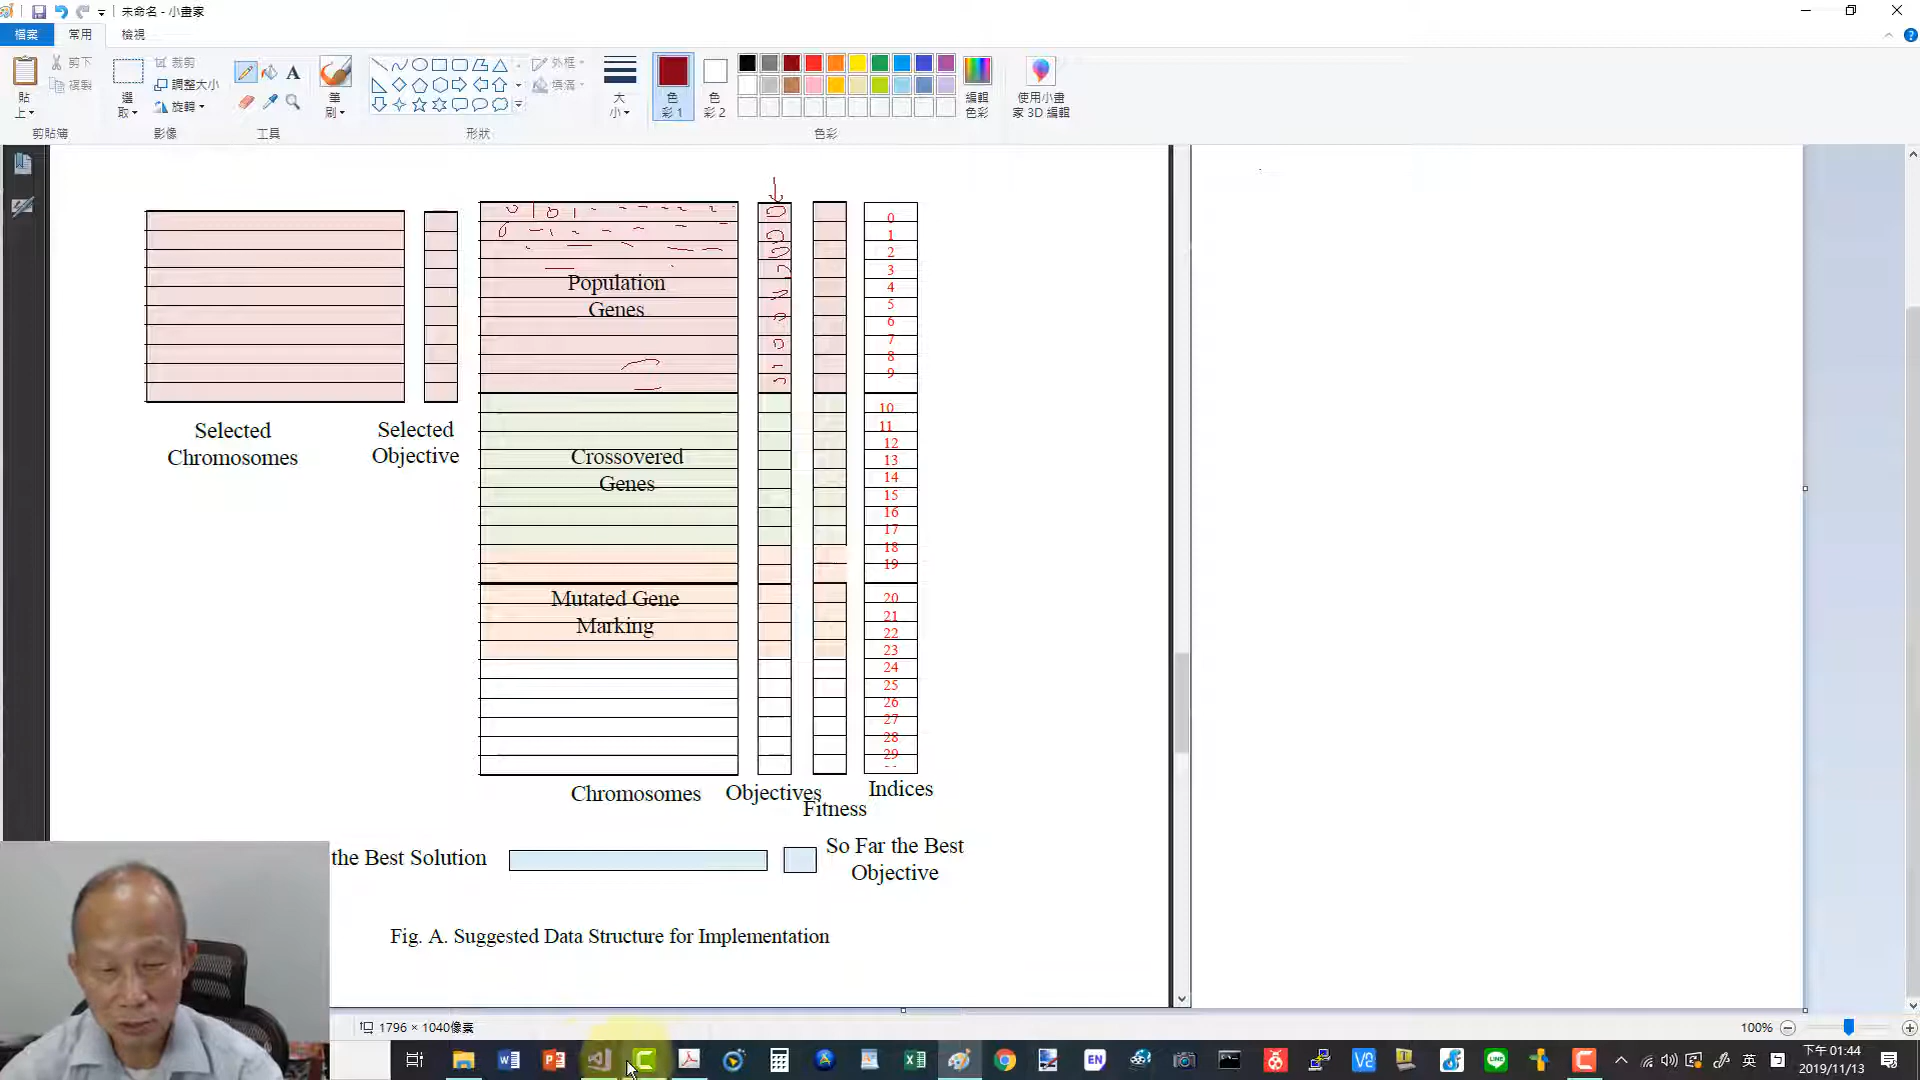 未命名 - 小畫家
檔案 常用 檢視
貼上
剪下
複製
剪貼簿
選取
裁剪
調整大小
旋轉
影像
A
工具
筆刷
形狀
外框
填滿
大小
色彩 1
色彩 2
編輯色彩
色彩
使用小畫家 3D 編輯
0
1
2
3
4
5
6
7
8
9
10
11
12
13
14
15
16
17
18
19
20
21
22
23
24
25
26
27
28
29
Population
Genes
Crossovered
Genes
Mutated Gene
Marking
Selected
Chromosomes
Selected
Objective
Chromosomes
Objectives
Fitness
Indices
the Best Solution
So Far the Best
Objective
Fig. A. Suggested Data Structure for Implementation
1796 × 1040像素
100%
EN
英
下午 01:44
2019/11/13